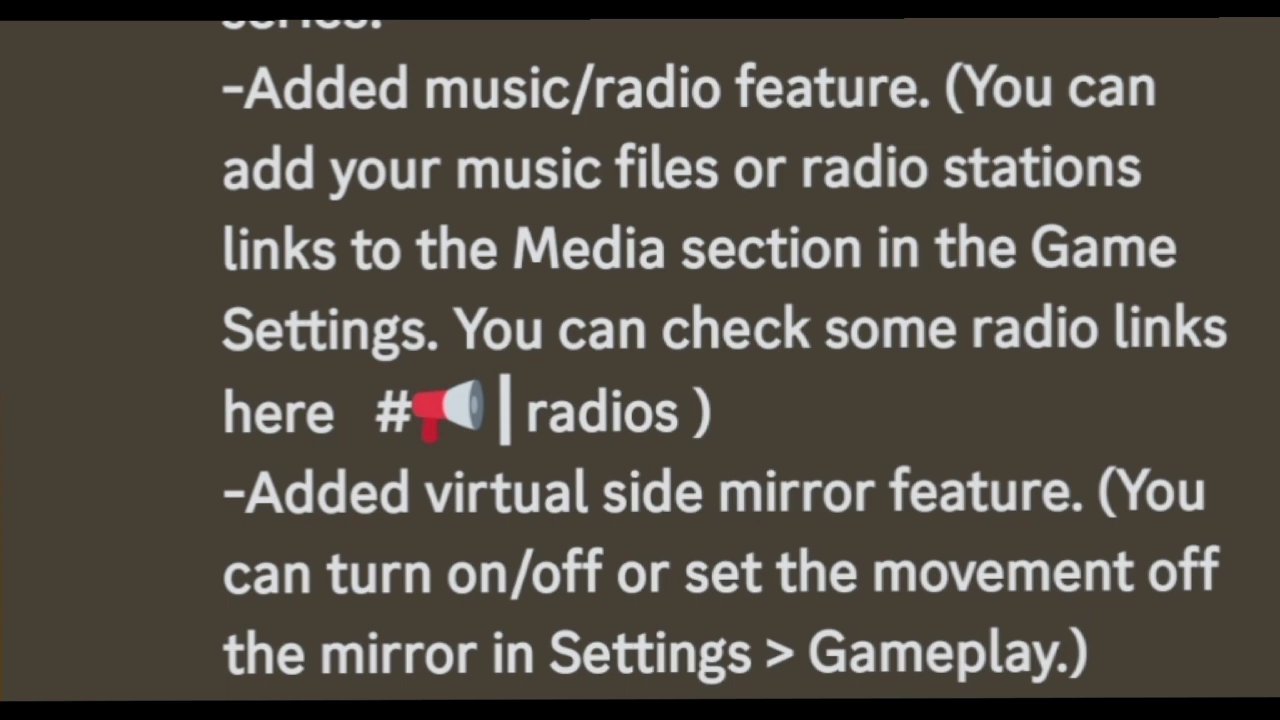 series.
-Added music/radio feature. (You can
add your music files or radio stations
links to the Media section in the Game
Settings. You can check some radio links
here #📢 | radios )
-Added virtual side mirror feature. (You
can turn on/off or set the movement off
the mirror in Settings > Gameplay.)